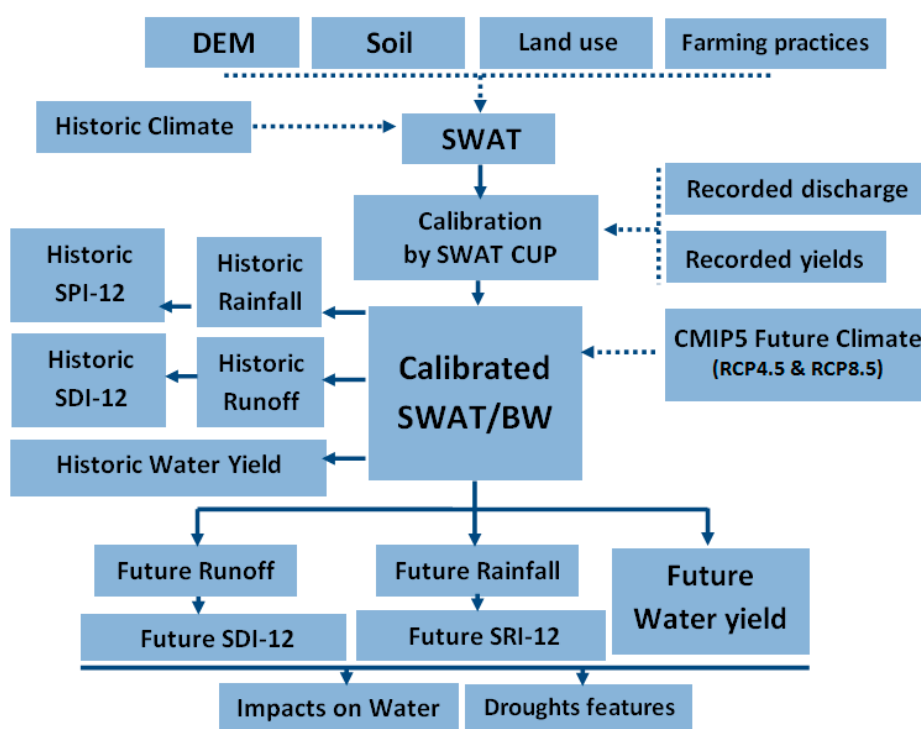 DEM
Soil
Land use
Farming practices
Historic Climate
SWAT
Calibration
by SWAT CUP
Recorded discharge
Recorded yields
Historic
SPI-12
Historic
Rainfall
Historic
SDI-12
Historic
Runoff
Historic Water Yield
Calibrated
SWAT/BW
CMIP5 Future Climate
(RCP4.5 & RCP8.5)
Future Runoff
Future Rainfall
Future
Water yield
Future SDI-12
Future SRI-12
Impacts on Water
Droughts features